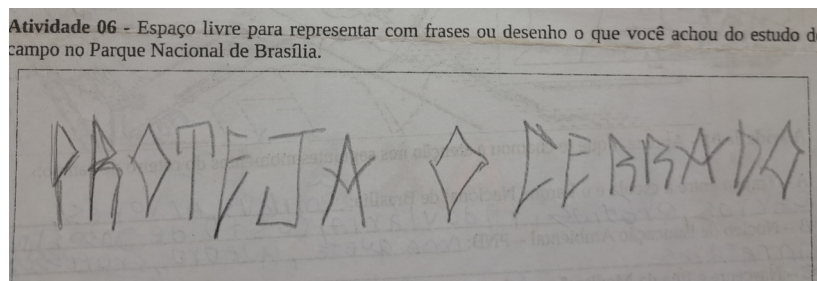 Atividade 06 - Espaço livre para representar com frases ou desenho o que você achou do estudo d
campo no Parque Nacional de Brasília.
PROTEJA O CERRADO